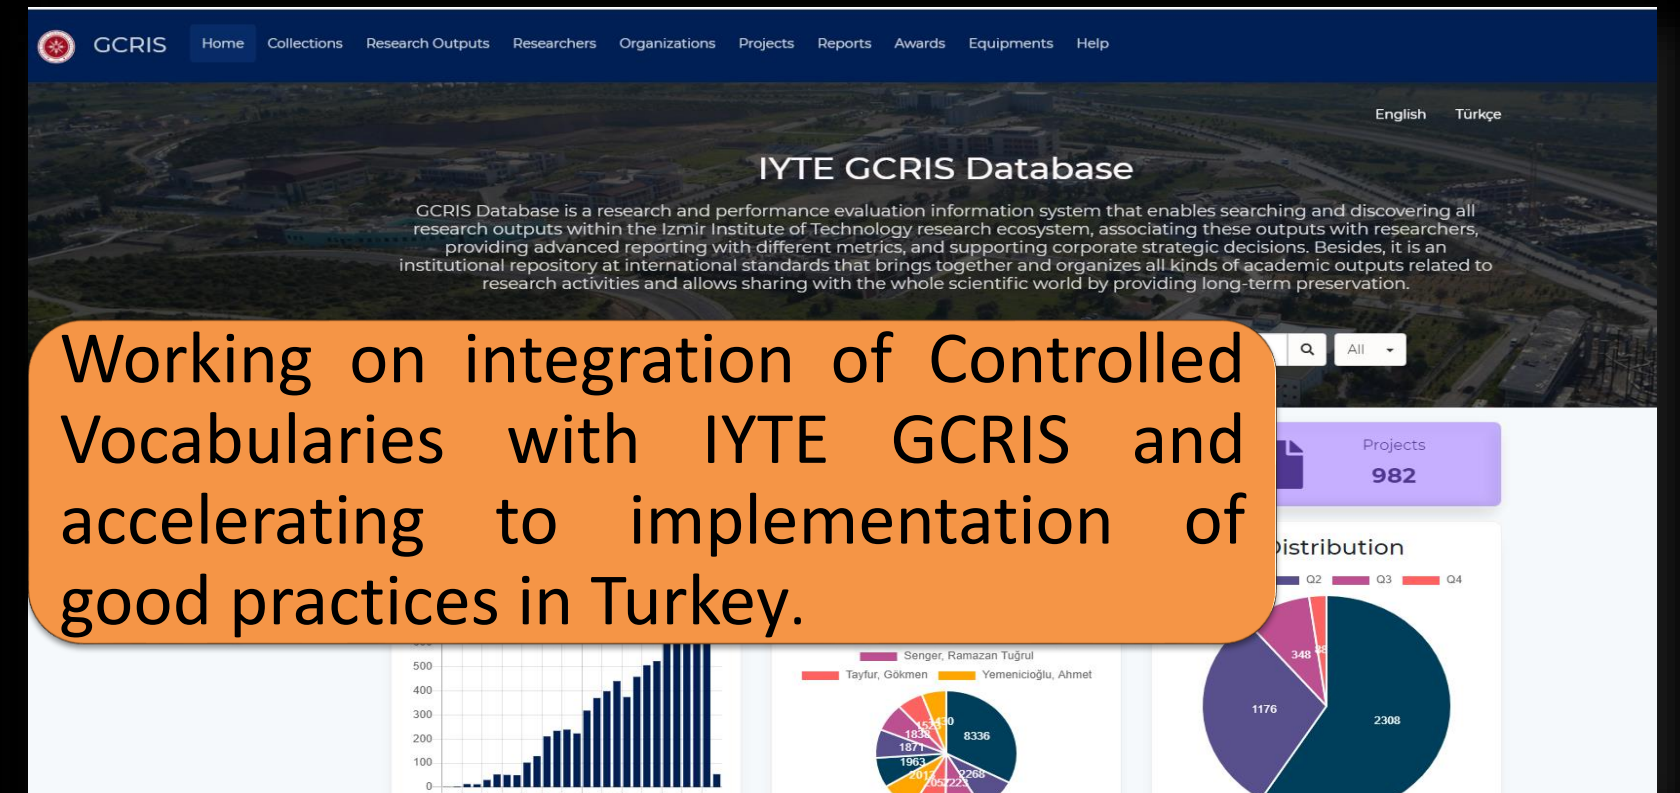 GCRIS Home Collections Research Outputs Researchers Organizations Projects Reports Awards Equipments Help
English Türkçe
IYTE GCRIS Database
GCRIS Database is a research and performance evaluation information system that enables searching and discovering all
research outputs within the Izmir Institute of Technology research ecosystem, associating these outputs with researchers,
providing advanced reporting with different metrics, and supporting corporate strategic decisions. Besides, it is an
institutional repository at international standards that brings together and organizes all kinds of academic outputs related to
research activities and allows sharing with the whole scientific world by providing long-term preservation.
All
Working on integration of Controlled
Vocabularies with IYTE GCRIS and
accelerating to implementation of
good practices in Turkey.
Projects
982
Q2 Q3 Q4
500
400
300
200
100
0
Senger, Ramazan Tuğrul
Tayfur, Gökmen Yemenicioğlu, Ahmet
8336
2268
1963
1871
1838
348
1176
2308